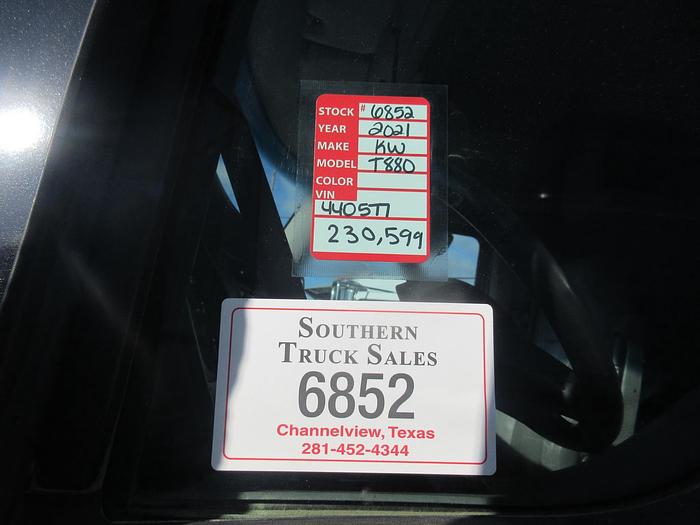 STOCK # 6852
YEAR 2021
MAKE KW
MODEL T880
COLOR
VIN
440577
230,599
SOUTHERN
TRUCK SALES
6852
Channelview, Texas
281-452-4344